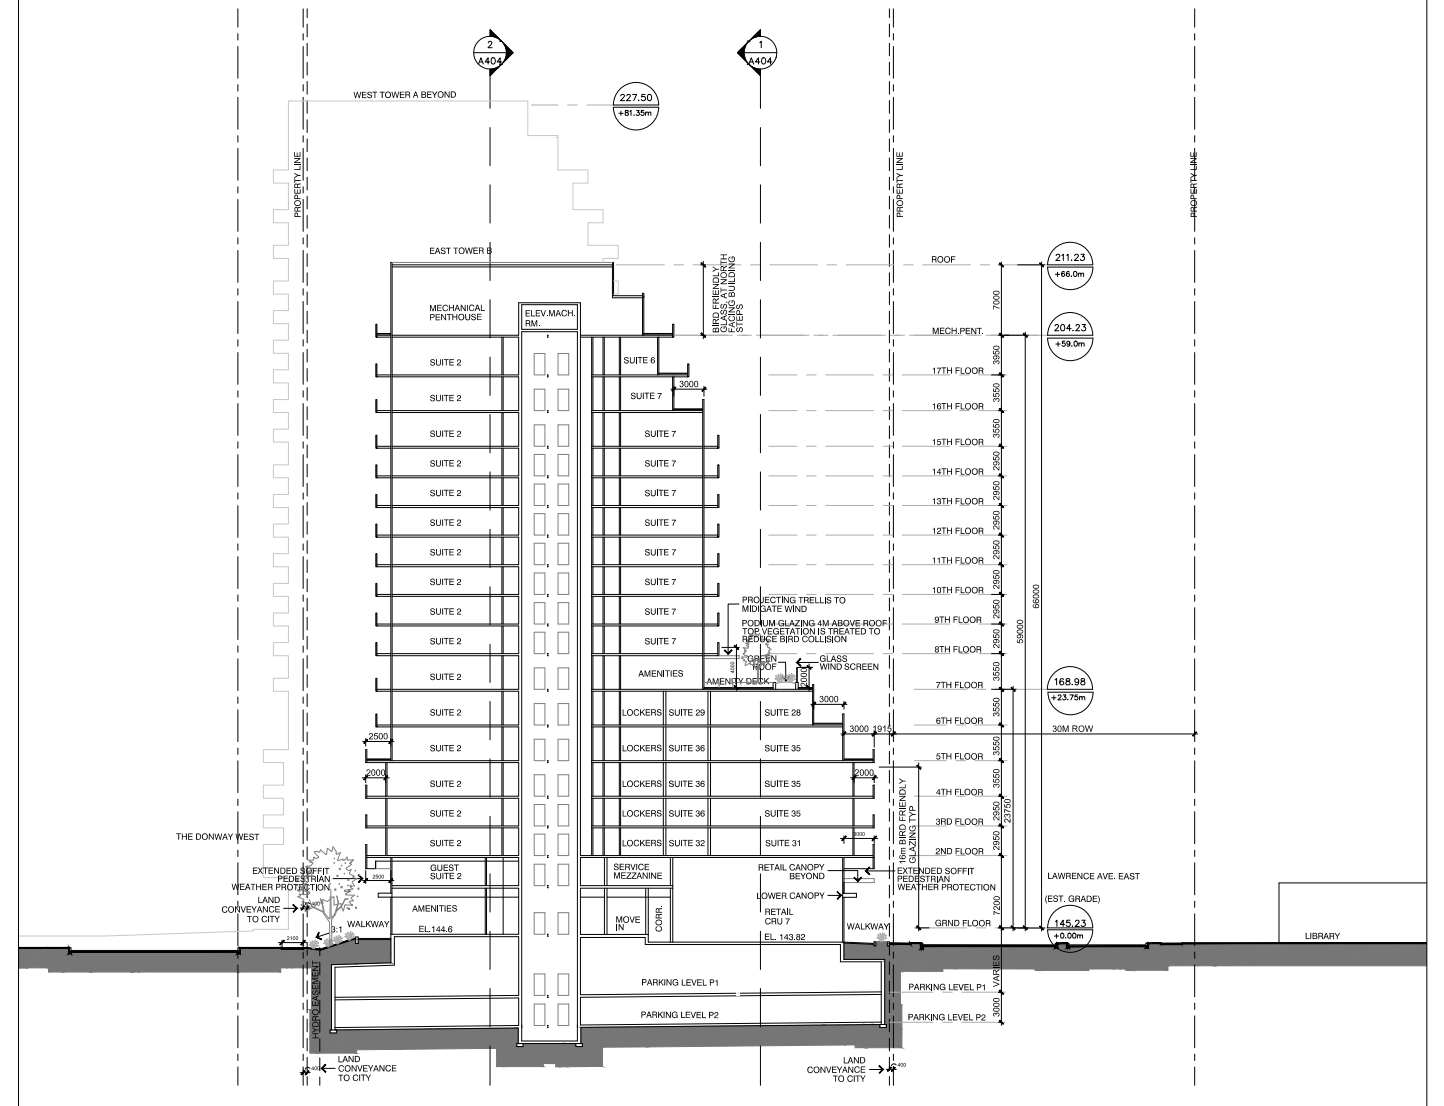 2
A404
1
A404
WEST TOWER A BEYOND
227.50
+81.35m
PROPERTY LINE
PROPERTY LINE
PROPERTY LINE
EAST TOWER B
BIRD FRIENDLY
GLASS, AT NORTH
FACING BUILDING
STEPS
ROOF
211.23
+66.0m
7000
MECHANICAL
PENTHOUSE
ELEV.MACH.
RM.
MECH.PENT.
204.23
+59.0m
SUITE 2
SUITE 6
3950
17TH FLOOR
3000
SUITE 2
SUITE 7
3550
16TH FLOOR
SUITE 2
SUITE 7
3550
15TH FLOOR
SUITE 2
SUITE 7
2950
14TH FLOOR
SUITE 2
SUITE 7
2950
13TH FLOOR
SUITE 2
SUITE 7
2950
12TH FLOOR
SUITE 2
SUITE 7
2950
11TH FLOOR
SUITE 2
SUITE 7
2950
10TH FLOOR
SUITE 2
SUITE 7
2950
9TH FLOOR
SUITE 2
SUITE 7
2950
8TH FLOOR
66000
59000
PROJECTING TRELLIS TO
MIDIGATE WIND
PODIUM GLAZING 4M ABOVE ROOF
TOP VEGETATION IS TREATED TO
REDUCE BIRD COLLISION
GREEN
ROOF
GLASS
WIND SCREEN
4000
2000
SUITE 2
AMENITIES
AMENITY DECK
3550
7TH FLOOR
168.98
+23.75m
3000
SUITE 2
LOCKERS
SUITE 29
SUITE 28
3550
6TH FLOOR
3000
1915
30M ROW
2500
SUITE 2
LOCKERS
SUITE 36
SUITE 35
3550
5TH FLOOR
2000
2000
SUITE 2
LOCKERS
SUITE 36
SUITE 35
3550
4TH FLOOR
SUITE 2
LOCKERS
SUITE 36
SUITE 35
2950
3RD FLOOR
23750
16m BIRD FRIENDLY
GLAZING TYP
THE DONWAY WEST
3000
SUITE 2
LOCKERS
SUITE 32
SUITE 31
2950
2ND FLOOR
EXTENDED SOFFIT
PEDESTRIAN
WEATHER PROTECTION
2500
GUEST
SUITE 2
SERVICE
MEZZANINE
RETAIL CANOPY
BEYOND
EXTENDED SOFFIT
PEDESTRIAN
WEATHER PROTECTION
LAWRENCE AVE. EAST
LAND
CONVEYANCE
TO CITY
400
LOWER CANOPY
(EST. GRADE)
7200
AMENITIES
MOVE
IN
CORR.
RETAIL
CRU 7
WALKWAY
3:1
EL.144.6
EL. 143.82
WALKWAY
GRND FLOOR
145.23
+0.00m
LIBRARY
2100
HYDRO EASEMENT
VARIES
PARKING LEVEL P1
PARKING LEVEL P1
3000
PARKING LEVEL P2
PARKING LEVEL P2
400
LAND
CONVEYANCE
TO CITY
LAND
CONVEYANCE
TO CITY
400